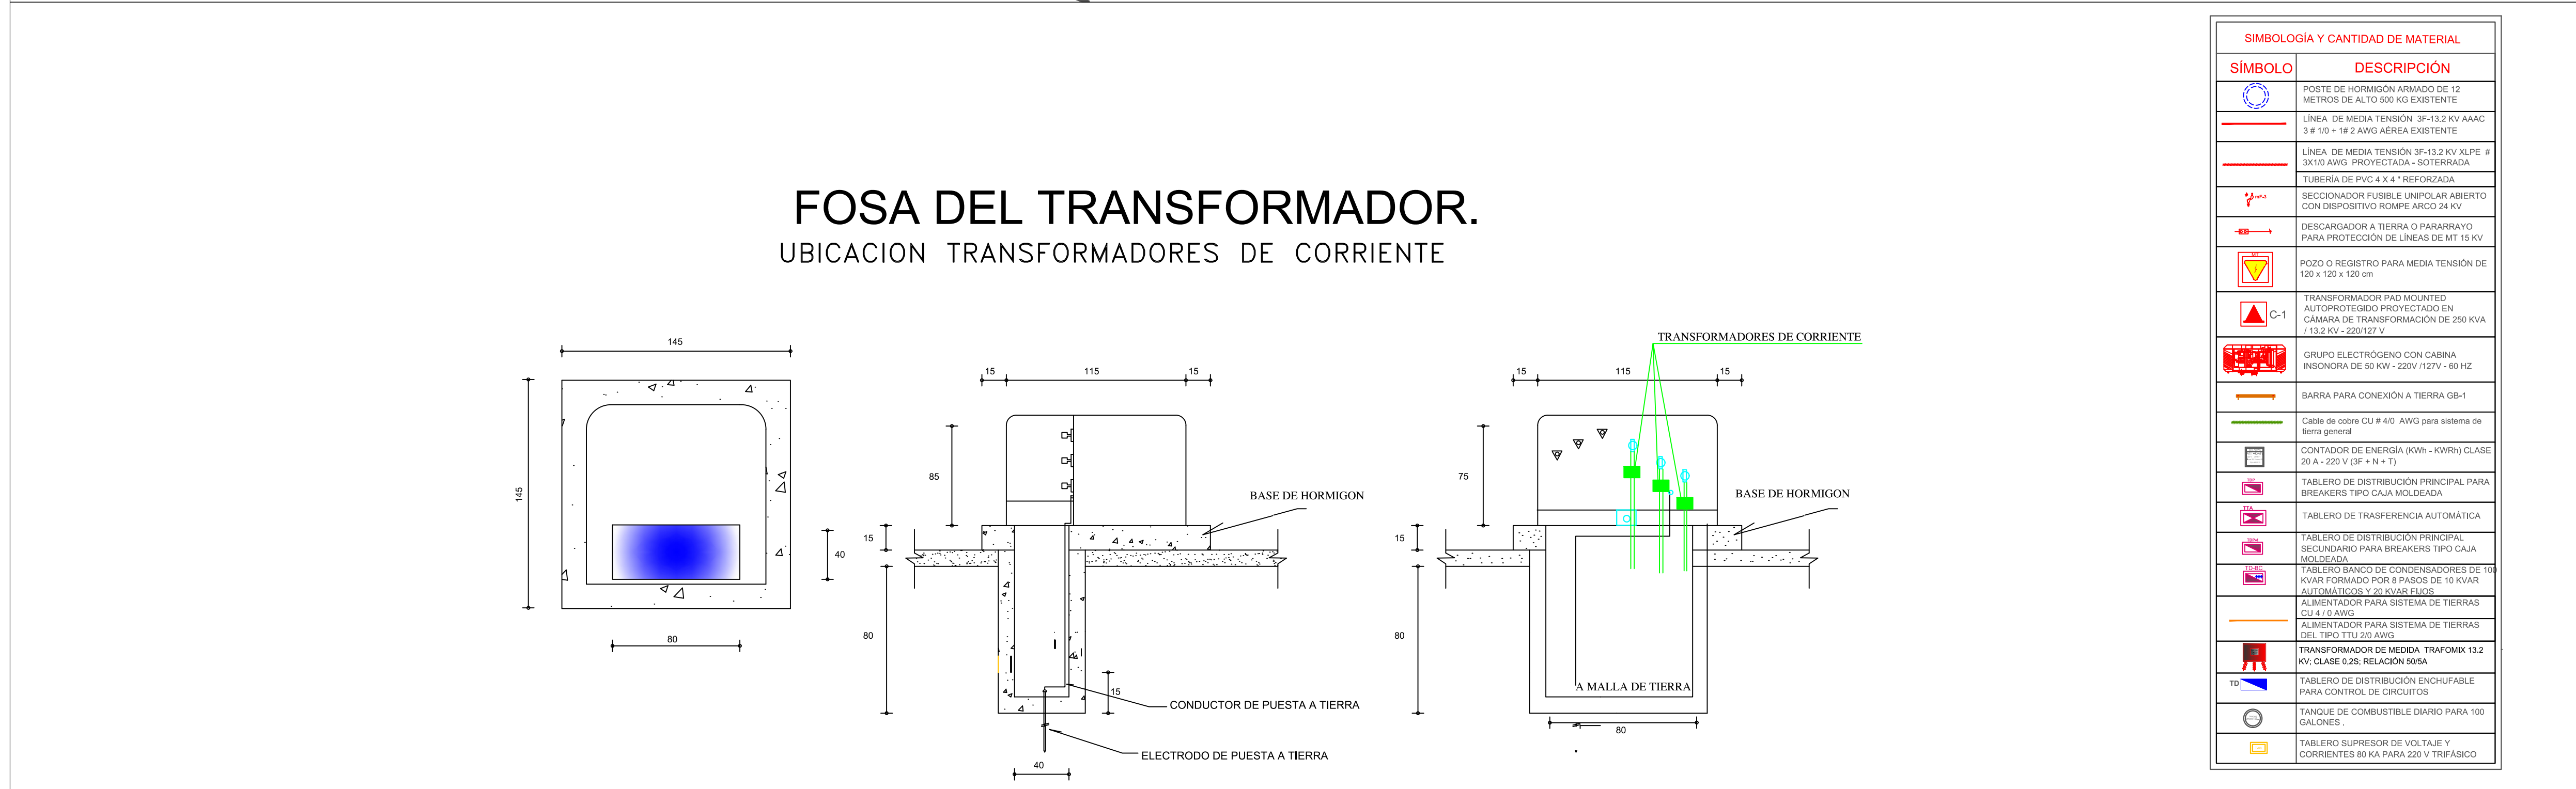 FOSA DEL TRANSFORMADOR.
UBICACION TRANSFORMADORES DE CORRIENTE
145
145
40
80
15
115
15
85
15
80
BASE DE HORMIGON
15
CONDUCTOR DE PUESTA A TIERRA
ELECTRODO DE PUESTA A TIERRA
40
TRANSFORMADORES DE CORRIENTE
15
115
15
75
15
80
BASE DE HORMIGON
A MALLA DE TIERRA
80
SIMBOLOGÍA Y CANTIDAD DE MATERIAL
SÍMBOLO
DESCRIPCIÓN
POSTE DE HORMIGÓN ARMADO DE 12
METROS DE ALTO 500 KG EXISTENTE
LÍNEA DE MEDIA TENSIÓN 3F-13.2 KV AAAC
3 # 1/0 + 1# 2 AWG AÉREA EXISTENTE
LÍNEA DE MEDIA TENSIÓN 3F-13.2 KV XLPE #
3X1/0 AWG PROYECTADA - SOTERRADA
TUBERÍA DE PVC 4 X 4 " REFORZADA
SECCIONADOR FUSIBLE UNIPOLAR ABIERTO
CON DISPOSITIVO ROMPE ARCO 24 KV
DESCARGADOR A TIERRA O PARARRAYO
PARA PROTECCIÓN DE LÍNEAS DE MT 15 KV
MT
POZO O REGISTRO PARA MEDIA TENSIÓN DE
120 x 120 x 120 cm
C-1
TRANSFORMADOR PAD MOUNTED
AUTOPROTEGIDO PROYECTADO EN
CÁMARA DE TRANSFORMACIÓN DE 250 KVA
/ 13.2 KV - 220/127 V
GRUPO ELECTRÓGENO CON CABINA
INSONORA DE 50 KW - 220V /127V - 60 HZ
BARRA PARA CONEXIÓN A TIERRA GB-1
Cable de cobre CU # 4/0 AWG para sistema de
tierra general
CONTADOR DE ENERGÍA (KWh - KWRh) CLASE
20 A - 220 V (3F + N + T)
TDP
TABLERO DE DISTRIBUCIÓN PRINCIPAL PARA
BREAKERS TIPO CAJA MOLDEADA
TTA
TABLERO DE TRASFERENCIA AUTOMÁTICA
TABLERO DE DISTRIBUCIÓN PRINCIPAL
SECUNDARIO PARA BREAKERS TIPO CAJA
MOLDEADA
TD-BC
TABLERO BANCO DE CONDENSADORES DE 100
KVAR FORMADO POR 8 PASOS DE 10 KVAR
AUTOMÁTICOS Y 20 KVAR FIJOS
ALIMENTADOR PARA SISTEMA DE TIERRAS
CU 4 / 0 AWG
ALIMENTADOR PARA SISTEMA DE TIERRAS
DEL TIPO TTU 2/0 AWG
TRANSFORMADOR DE MEDIDA TRAFOMIX 13.2
KV; CLASE 0,2S; RELACIÓN 50/5A
TD
TABLERO DE DISTRIBUCIÓN ENCHUFABLE
PARA CONTROL DE CIRCUITOS
TANQUE DE COMBUSTIBLE DIARIO PARA 100
GALONES .
TABLERO SUPRESOR DE VOLTAJE Y
CORRIENTES 80 KA PARA 220 V TRIFÁSICO